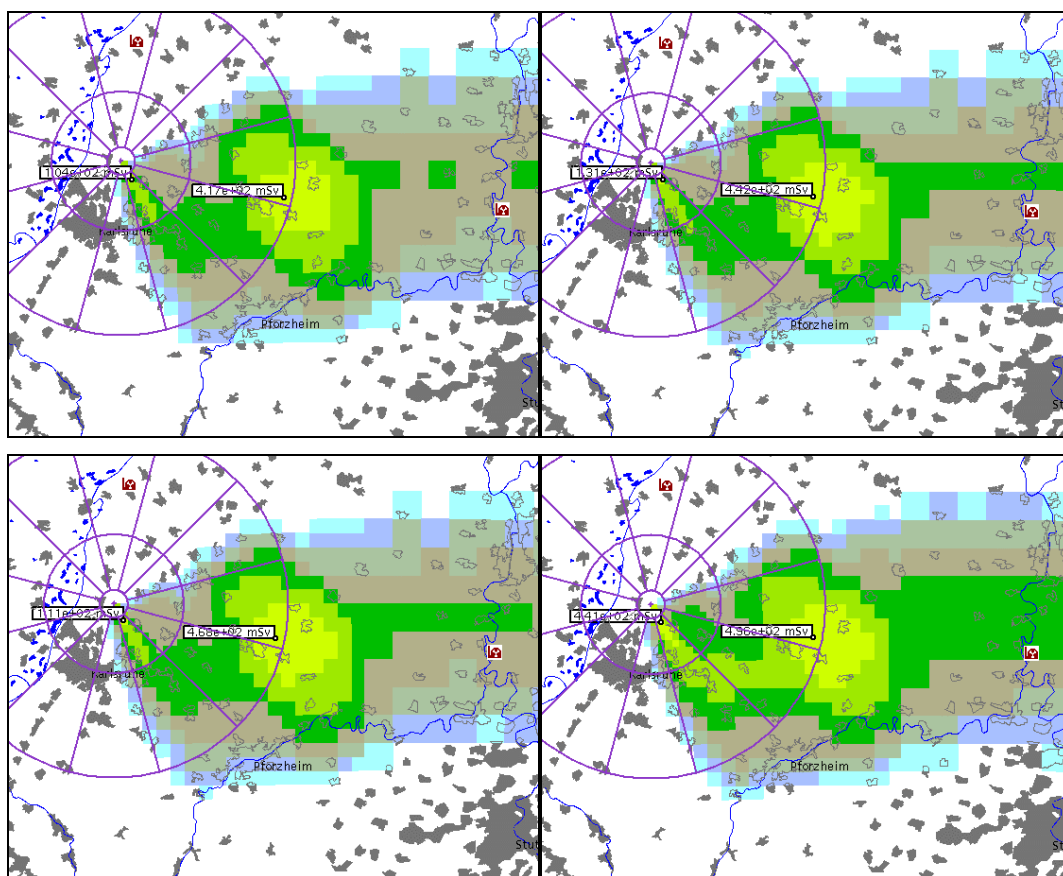 1.04e+02 mSv
4.17e+02 mSv
Karlsruhe
Pforzheim
Stu
1.31e+02 mSv
4.42e+02 mSv
Karlsruhe
Pforzheim
Stu
1.11e+02 mSv
4.68e+02 mSv
Karlsruhe
Pforzheim
Stut
4.41e+02 mSv
4.96e+02 mSv
Karlsruhe
Pforzheim
Stut